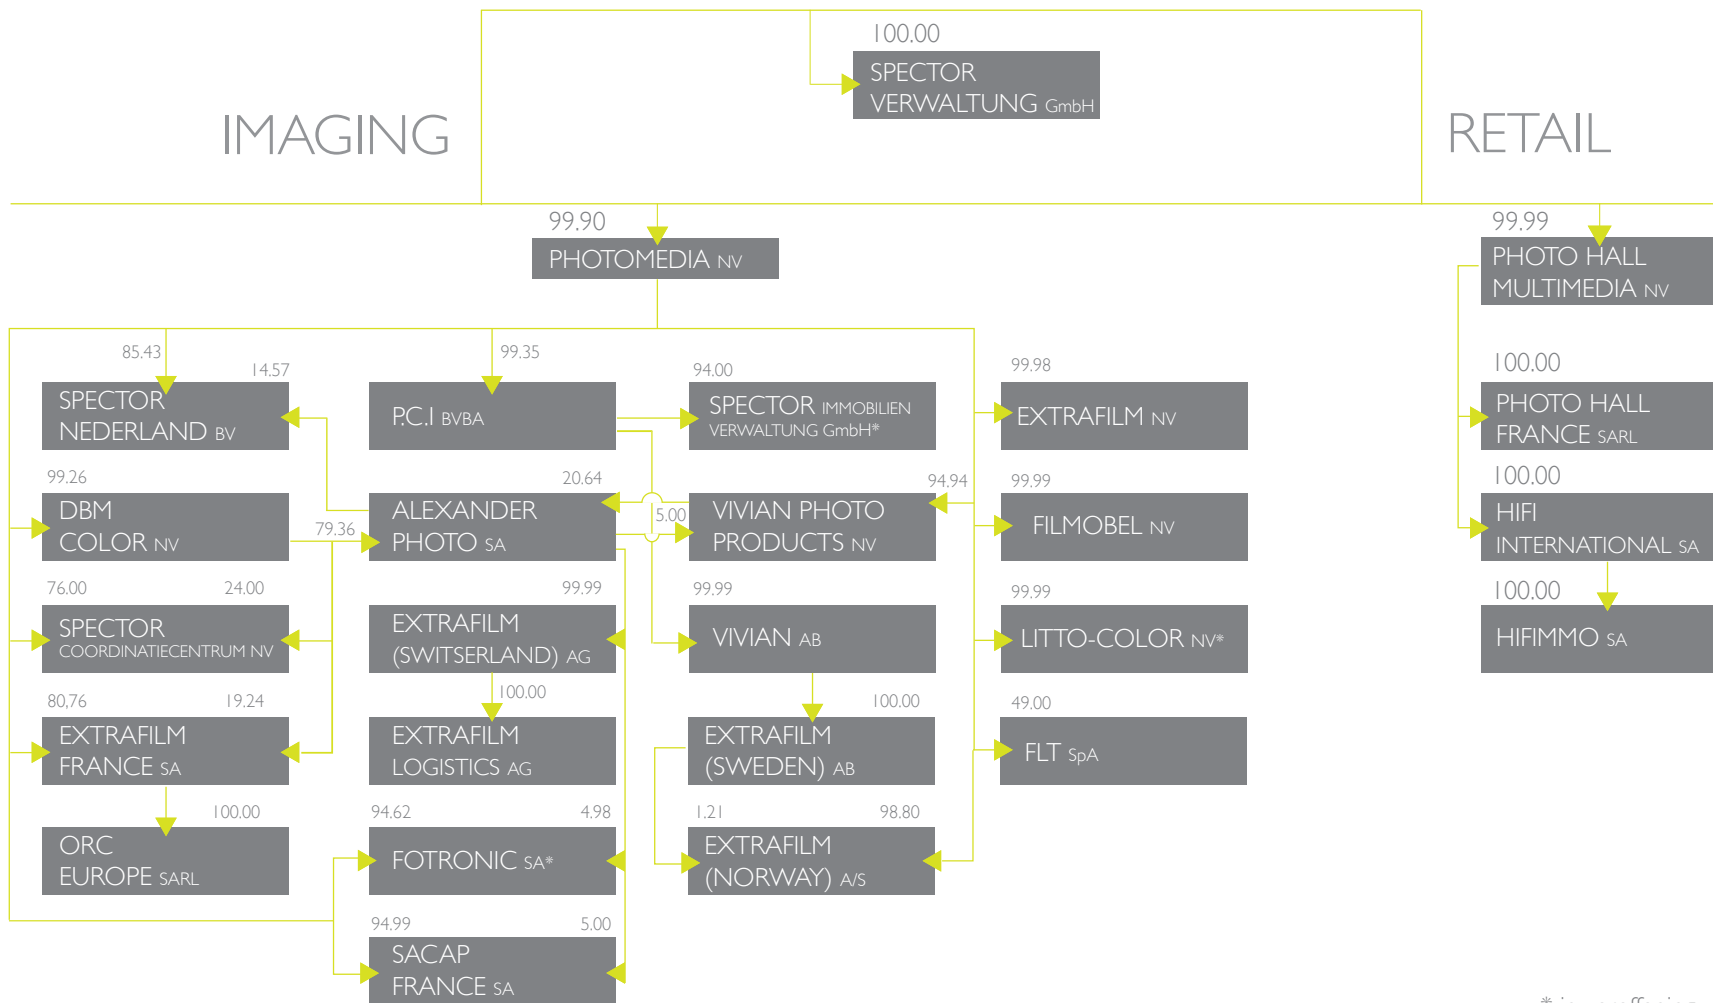 100.00
SPECTOR
VERWALTUNG GmbH
IMAGING
RETAIL
99.90
PHOTOMEDIA NV
99.99
PHOTO HALL
MULTIMEDIA NV
85.43
14.57
SPECTOR
NEDERLAND BV
99.35
P.C.I BVBA
94.00
SPECTOR IMMOBILIEN
VERWALTUNG GmbH*
99.98
EXTRAFILM NV
100.00
PHOTO HALL
FRANCE SARL
99.26
DBM
COLOR NV
79.36
20.64
ALEXANDER
PHOTO SA
5.00
94.94
VIVIAN PHOTO
PRODUCTS NV
99.99
FILMOBEL NV
100.00
HIFI
INTERNATIONAL SA
76.00
24.00
SPECTOR
COORDINATIECENTRUM NV
99.99
EXTRAFILM
(SWITSERLAND) AG
99.99
VIVIAN AB
99.99
LITTO-COLOR NV*
100.00
HIFIMMO SA
80,76
19.24
EXTRAFILM
FRANCE SA
100.00
EXTRAFILM
LOGISTICS AG
100.00
EXTRAFILM
(SWEDEN) AB
49.00
FLT SpA
100.00
ORC
EUROPE SARL
94.62
4.98
FOTRONIC SA*
1.21
98.80
EXTRAFILM
(NORWAY) A/S
94.99
5.00
SACAP
FRANCE SA